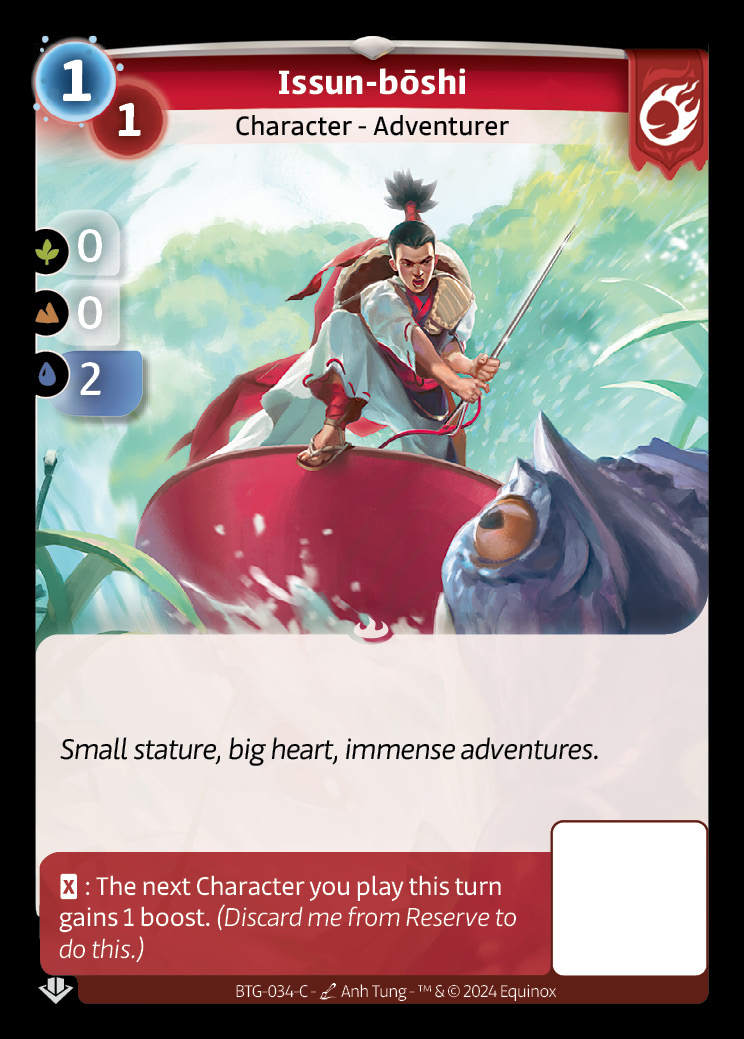 1
Issun-bōshi
1
Character - Adventurer
0
0
2
Small stature, big heart, immense adventures.
X : The next Character you play this turn
gains 1 boost. (Discard me from Reserve to
do this.)
BTG-034-C - Anh Tung - ™ & © 2024 Equinox